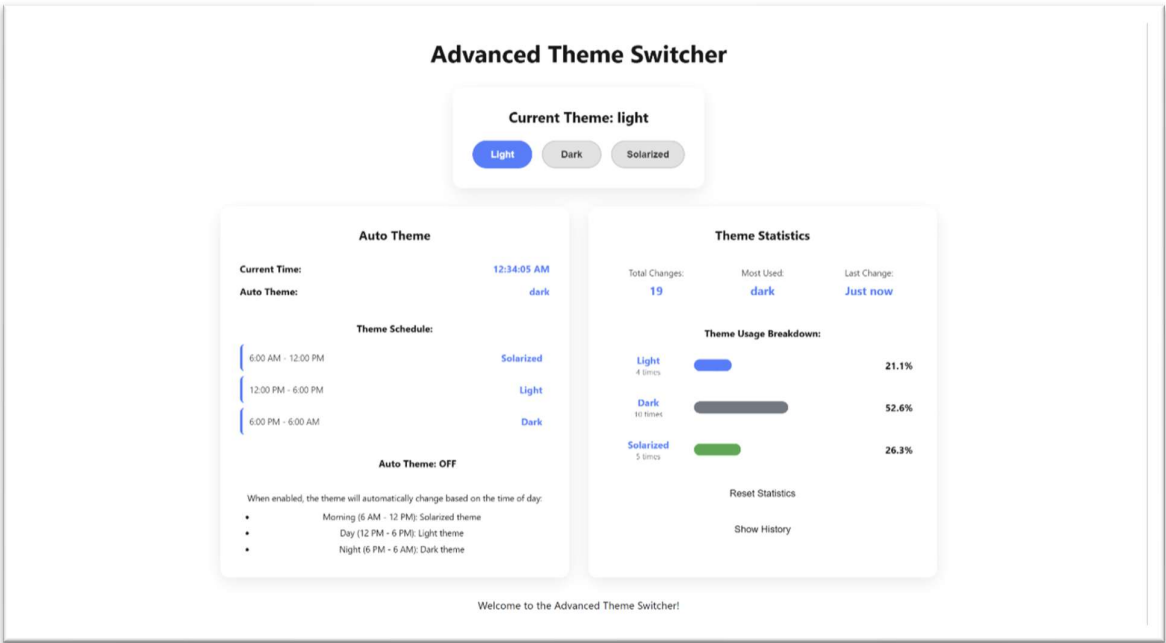 Advanced Theme Switcher
Current Theme: light
Light Dark Solarized
Auto Theme
Current Time: 12:34:05 AM
Auto Theme: dark
Theme Schedule:
6:00 AM - 12:00 PM Solarized
12:00 PM - 6:00 PM Light
6:00 PM - 6:00 AM Dark
Auto Theme: OFF
When enabled, the theme will automatically change based on the time of day:
• Morning (6 AM - 12 PM): Solarized theme
• Day (12 PM - 6 PM): Light theme
• Night (6 PM - 6 AM): Dark theme
Theme Statistics
Total Changes: Most Used: Last Change:
19 dark Just now
Theme Usage Breakdown:
Light
4 times
21.1%
Dark
10 times
52.6%
Solarized
5 times
26.3%
Reset Statistics
Show History
Welcome to the Advanced Theme Switcher!